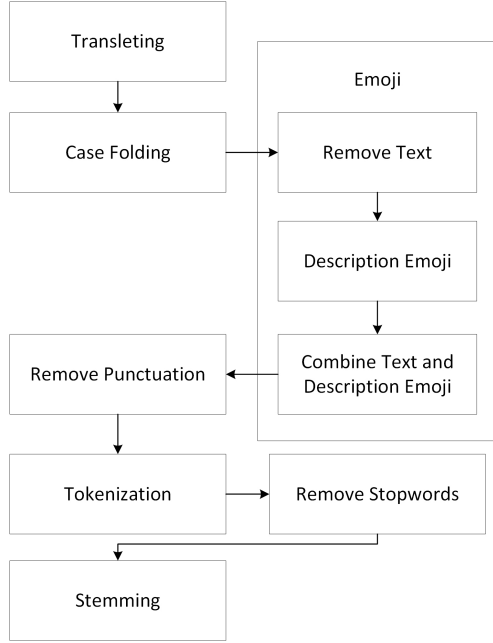 Transleting
Emoji
Case Folding
Remove Text
Description Emoji
Combine Text and
Description Emoji
Remove Punctuation
Tokenization
Remove Stopwords
Stemming